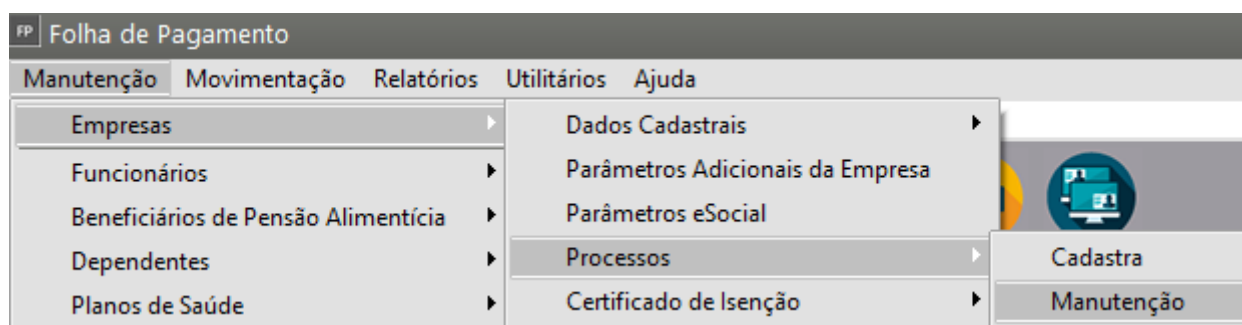 FP Folha de Pagamento
Manutenção Movimentação Relatórios Utilitários Ajuda
Empresas
Funcionários
Beneficiários de Pensão Alimentícia
Dependentes
Planos de Saúde
Dados Cadastrais
Parâmetros Adicionais da Empresa
Parâmetros eSocial
Processos
Certificado de Isenção
Cadastra
Manutenção